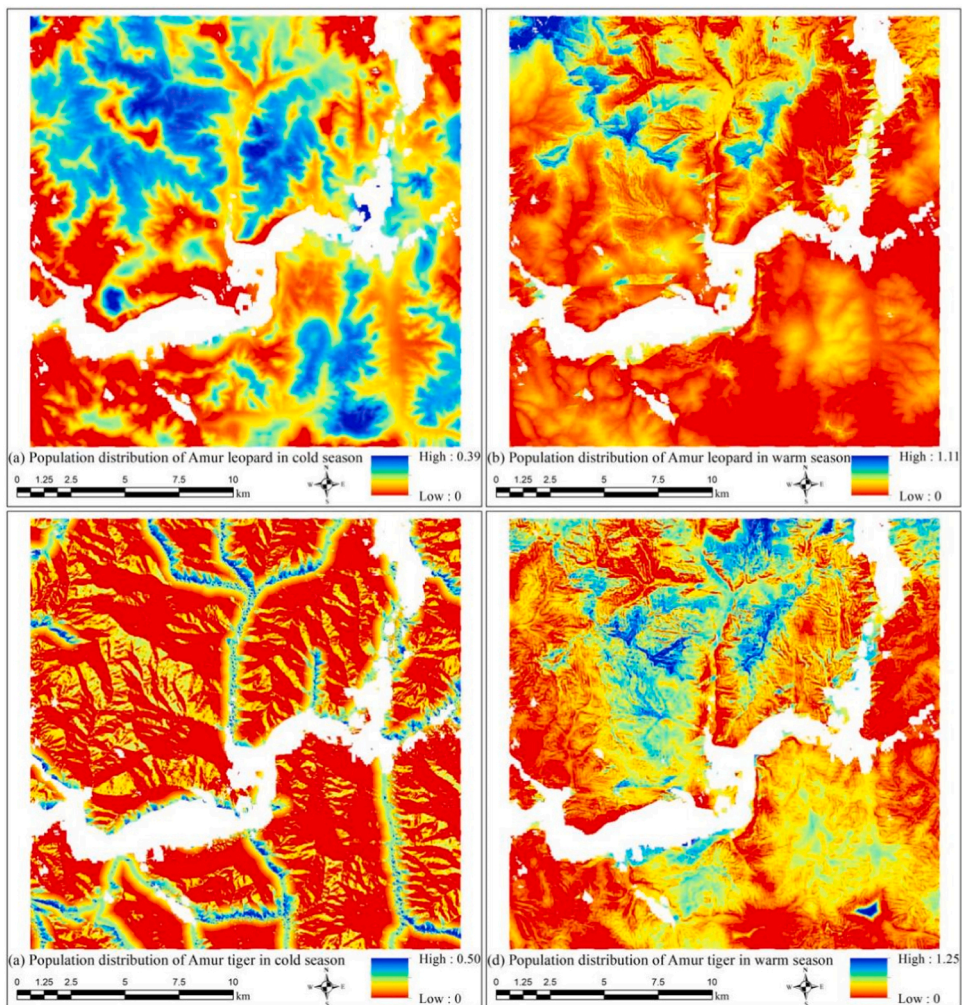 (a) Population distribution of Amur leopard in cold season
High : 0.39
Low : 0
0 1.25 2.5 5 7.5 10
km
N
W E
S
(b) Population distribution of Amur leopard in warm season
High : 1.11
Low : 0
0 1.25 2.5 5 7.5 10
km
N
W E
S
(a) Population distribution of Amur tiger in cold season
High : 0.50
Low : 0
0 1.25 2.5 5 7.5 10
km
N
W E
S
(d) Population distribution of Amur tiger in warm season
High : 1.25
Low : 0
0 1.25 2.5 5 7.5 10
km
N
W E
S